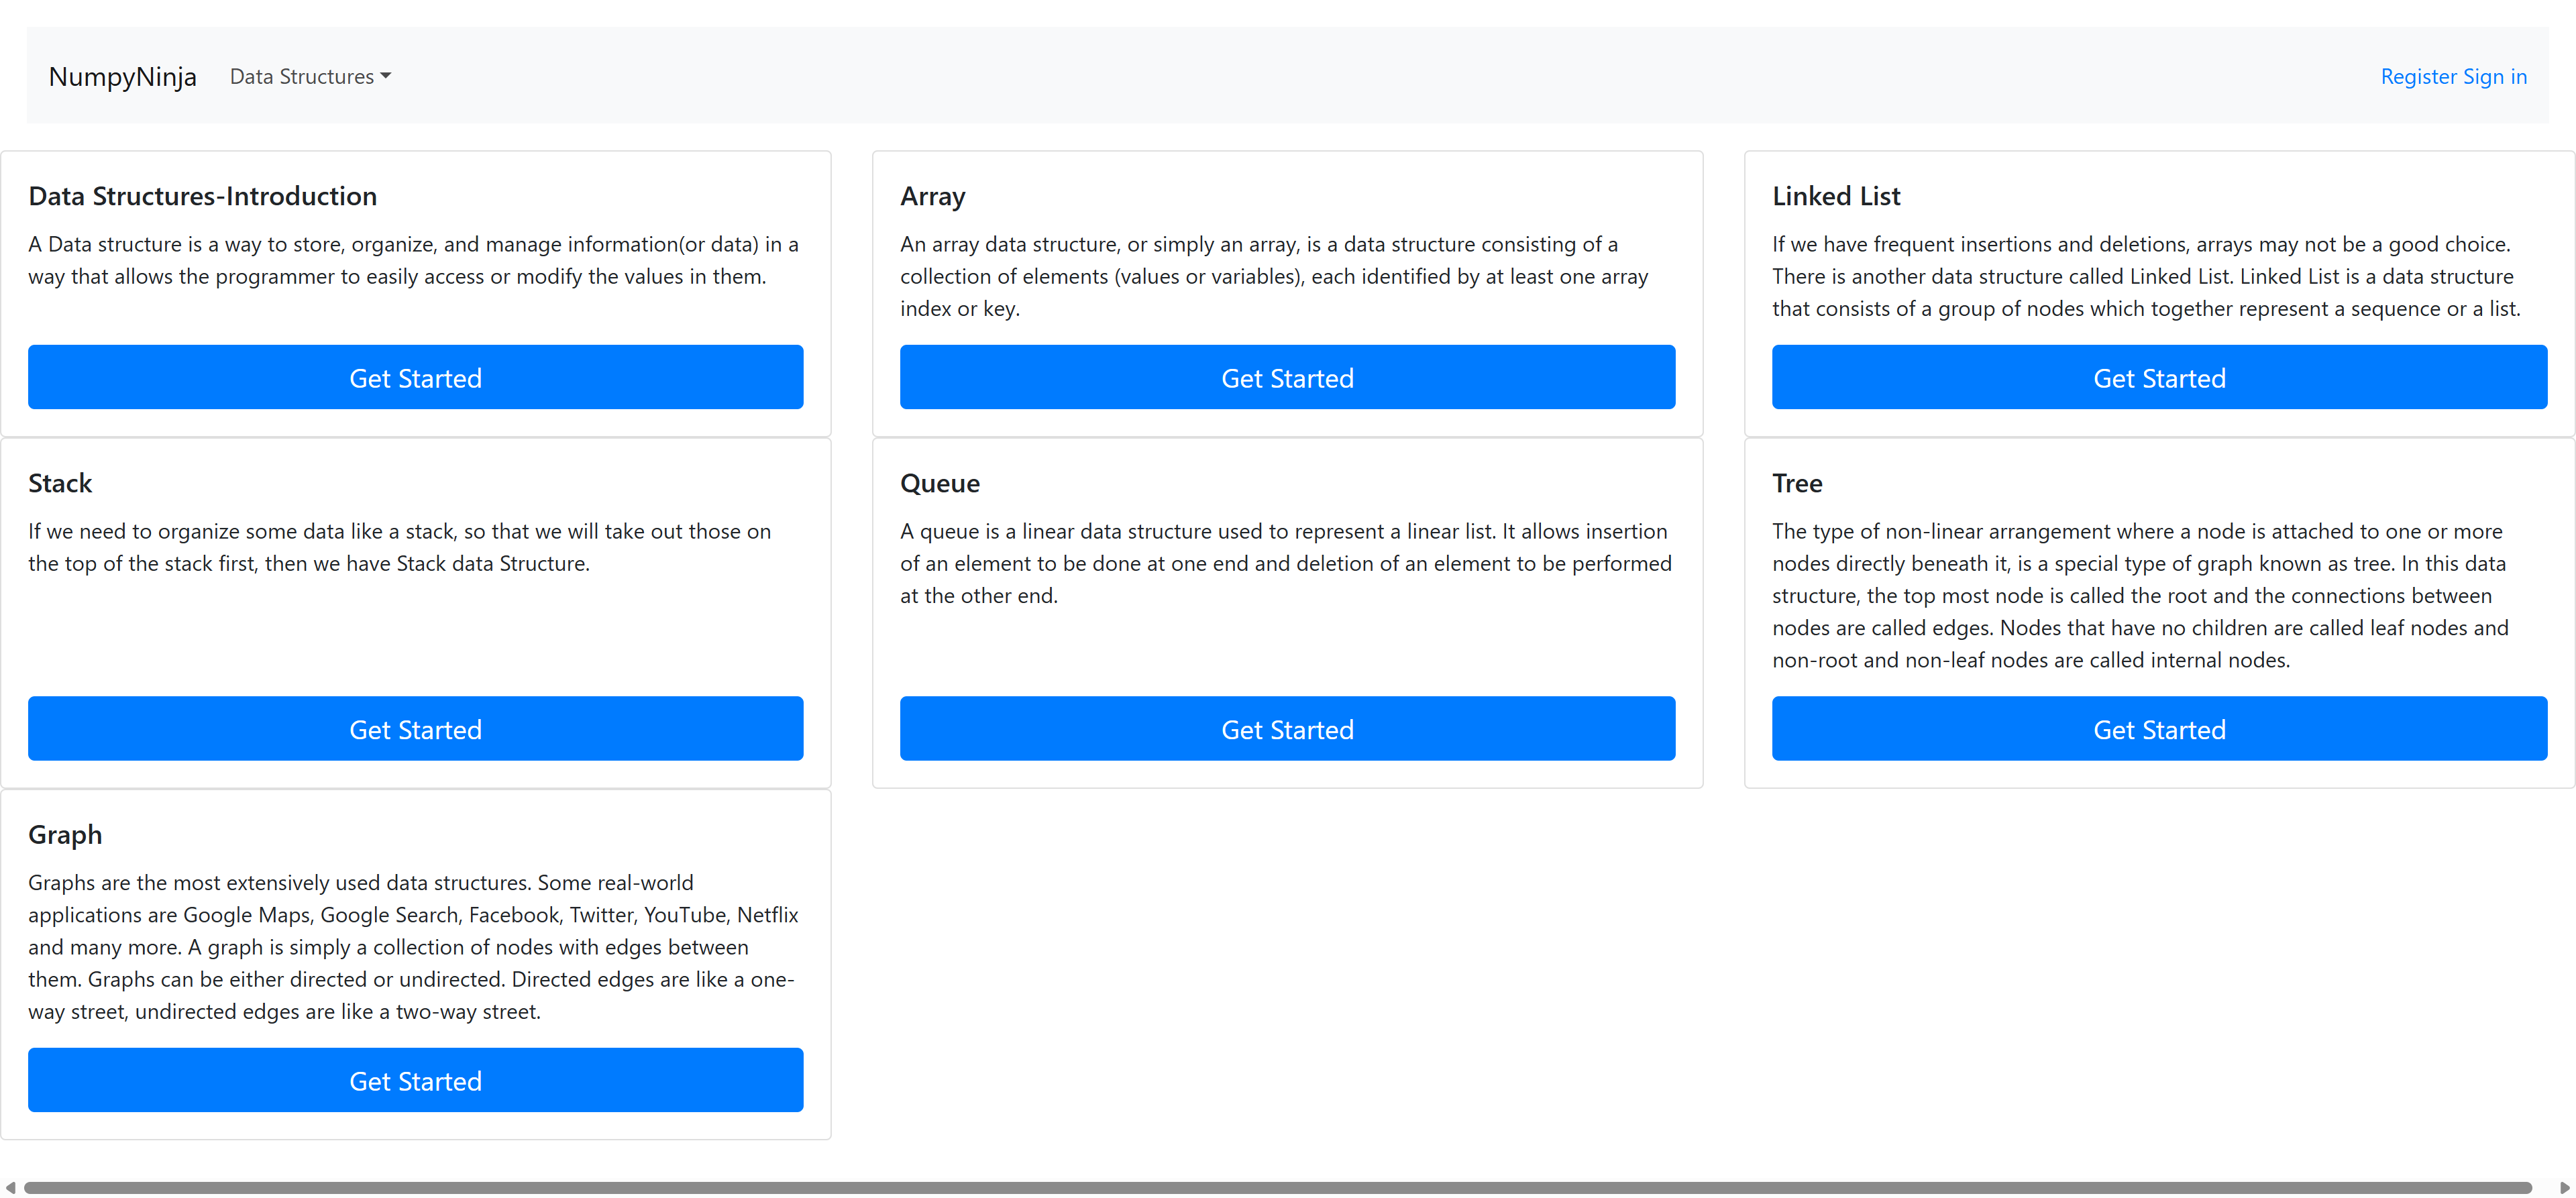 NumpyNinja
Data Structures
Register Sign in
Data Structures-Introduction
A Data structure is a way to store, organize, and manage information(or data) in a
way that allows the programmer to easily access or modify the values in them.
Get Started
Array
An array data structure, or simply an array, is a data structure consisting of a
collection of elements (values or variables), each identified by at least one array
index or key.
Get Started
Linked List
If we have frequent insertions and deletions, arrays may not be a good choice.
There is another data structure called Linked List. Linked List is a data structure
that consists of a group of nodes which together represent a sequence or a list.
Get Started
Stack
If we need to organize some data like a stack, so that we will take out those on
the top of the stack first, then we have Stack data Structure.
Get Started
Queue
A queue is a linear data structure used to represent a linear list. It allows insertion
of an element to be done at one end and deletion of an element to be performed
at the other end.
Get Started
Tree
The type of non-linear arrangement where a node is attached to one or more
nodes directly beneath it, is a special type of graph known as tree. In this data
structure, the top most node is called the root and the connections between
nodes are called edges. Nodes that have no children are called leaf nodes and
non-root and non-leaf nodes are called internal nodes.
Get Started
Graph
Graphs are the most extensively used data structures. Some real-world
applications are Google Maps, Google Search, Facebook, Twitter, YouTube, Netflix
and many more. A graph is simply a collection of nodes with edges between
them. Graphs can be either directed or undirected. Directed edges are like a one-
way street, undirected edges are like a two-way street.
Get Started